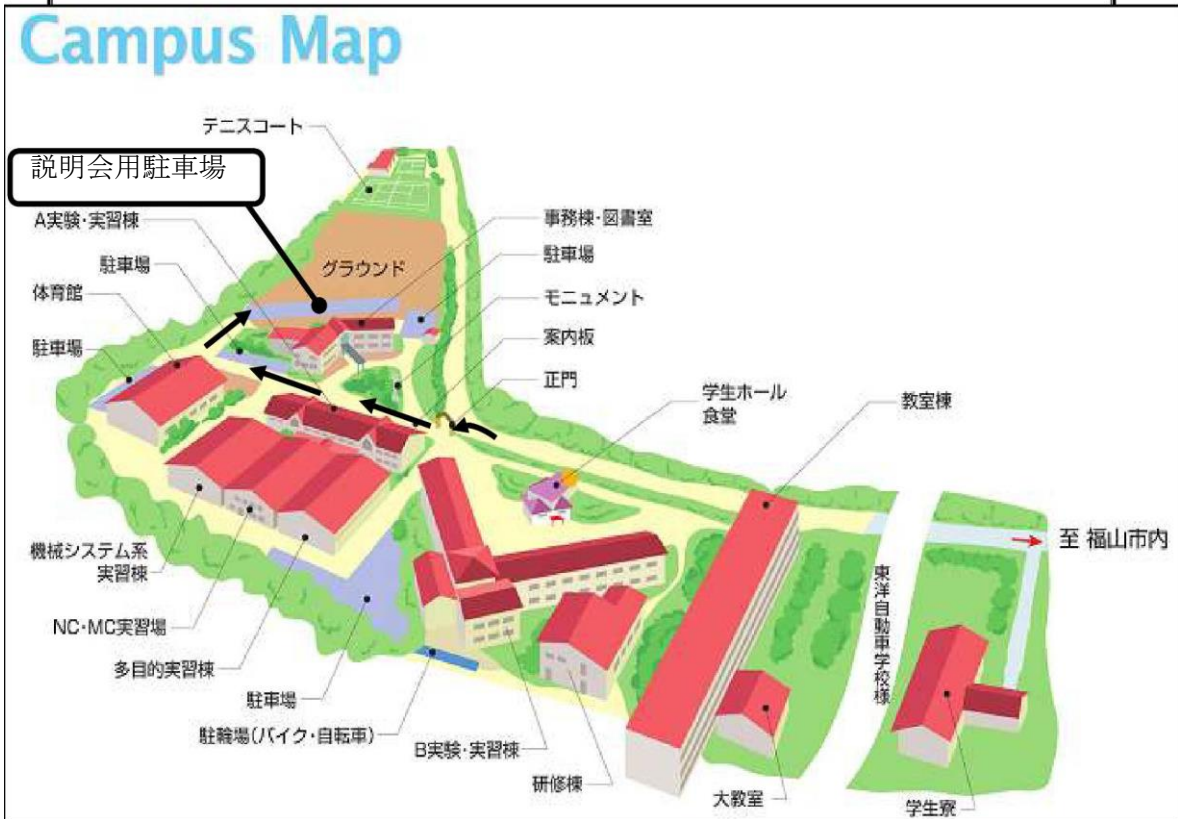 Campus Map
テニスコート
説明会用駐車場
A実験・実習棟
事務棟・図書室
駐車場
駐車場
グラウンド
体育館
モニュメント
駐車場
案内板
正門
学生ホール
食堂
教室棟
機械システム系
実習棟
至 福山市内
東洋自動車学校様
NC・MC実習場
多目的実習棟
駐車場
駐輪場(バイク・自転車)
B実験・実習棟
研修棟
大教室
学生寮